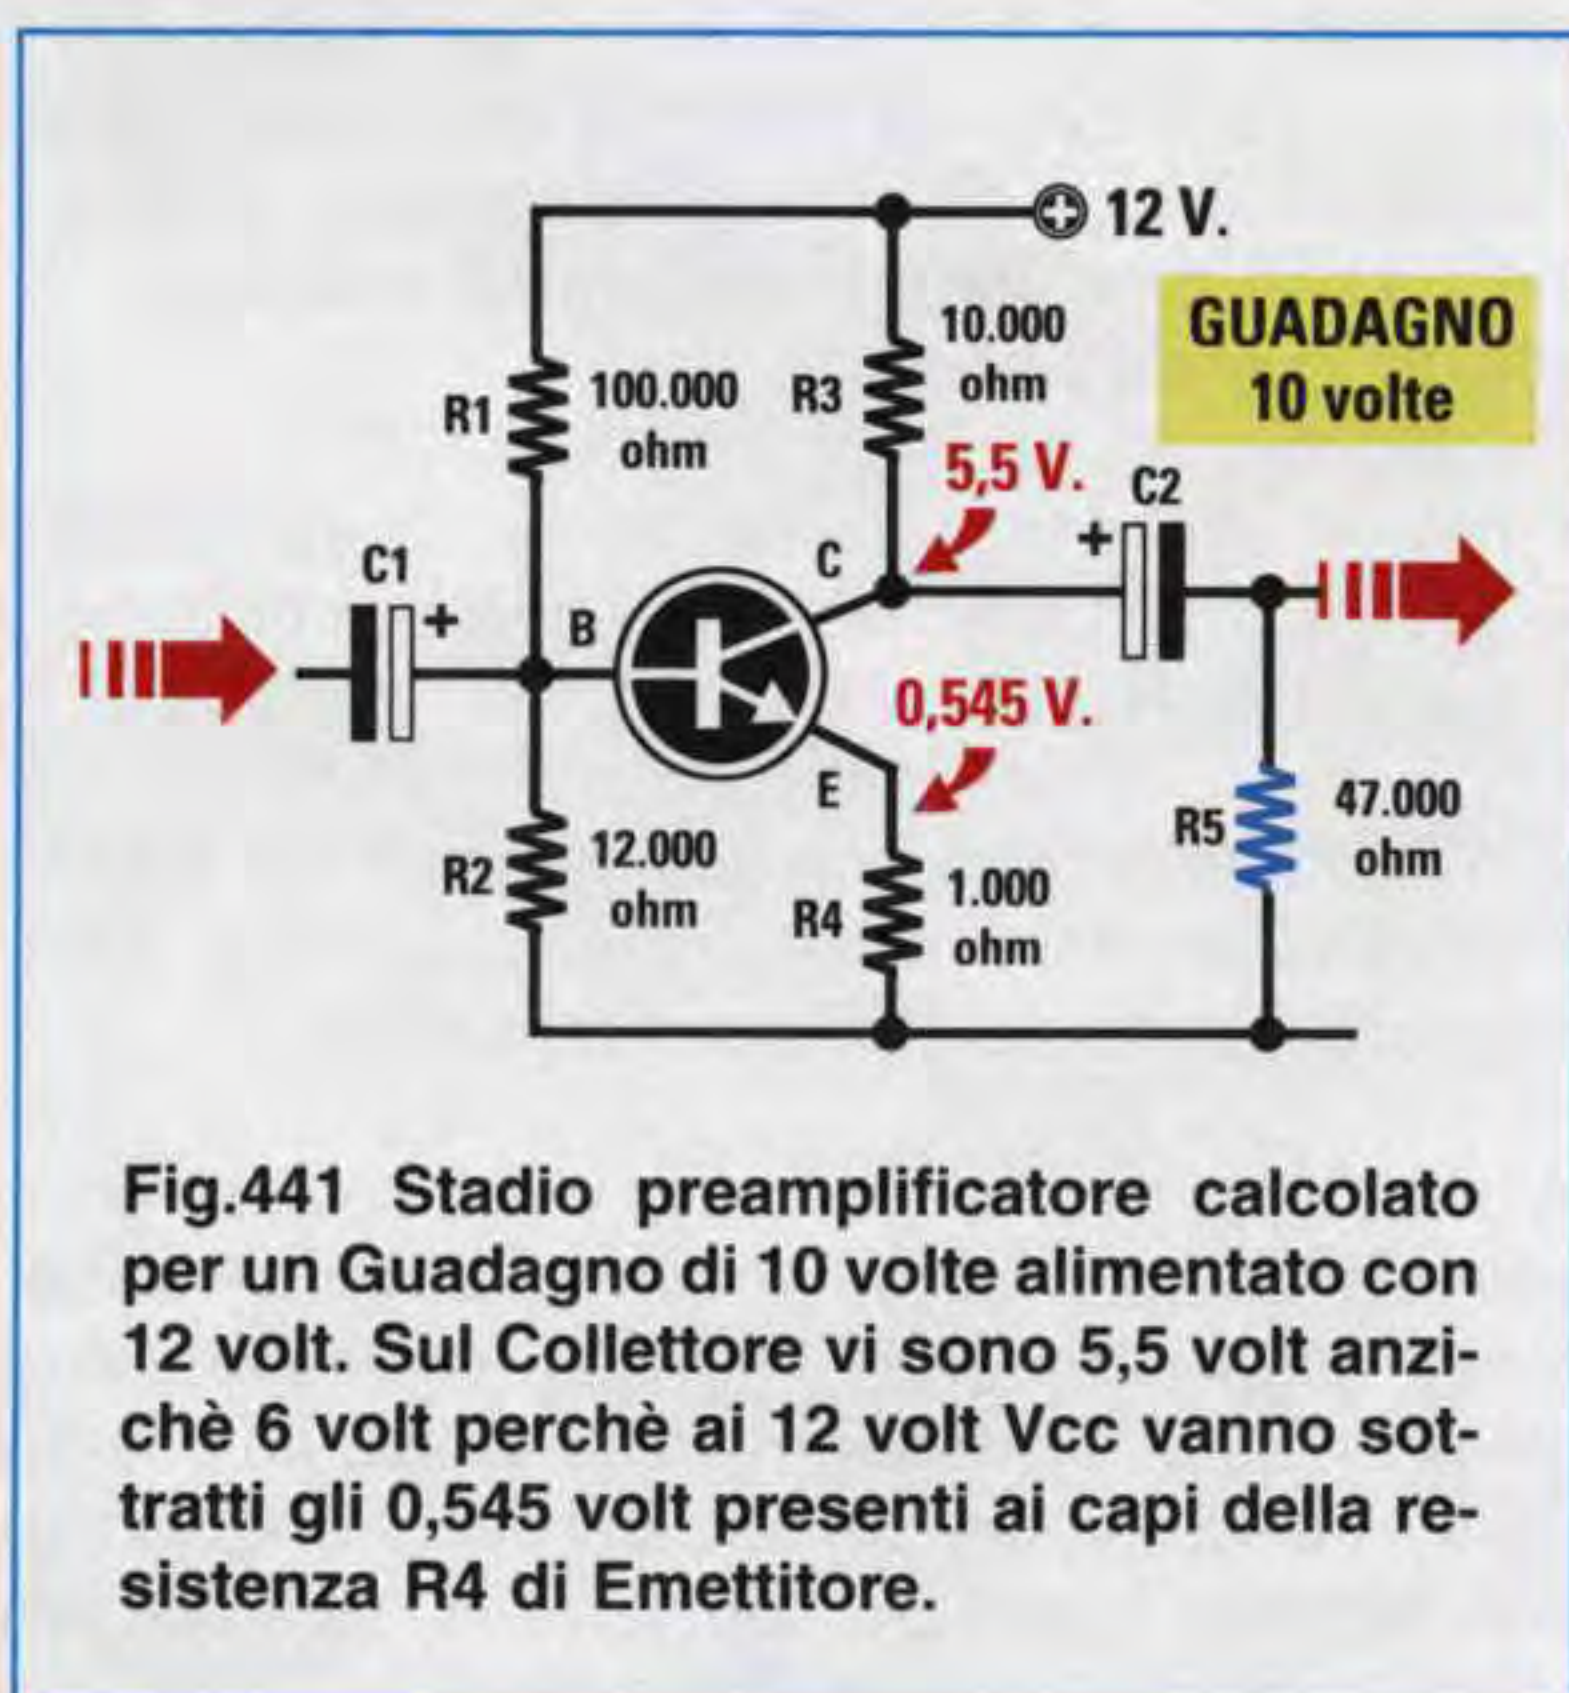 12 V.
GUADAGNO
10 volte
10.000
ohm
R3
R1
100.000
ohm
5,5 V.
C2
+
C
C1
+
B
0,545 V.
E
R2
12.000
ohm
R4
1.000
ohm
R5
47.000
ohm
Fig.441 Stadio preamplificatore calcolato
per un Guadagno di 10 volte alimentato con
12 volt. Sul Collettore vi sono 5,5 volt anzi-
chè 6 volt perchè ai 12 volt Vcc vanno sot-
tratti gli 0,545 volt presenti ai capi della re-
sistenza R4 di Emettitore.